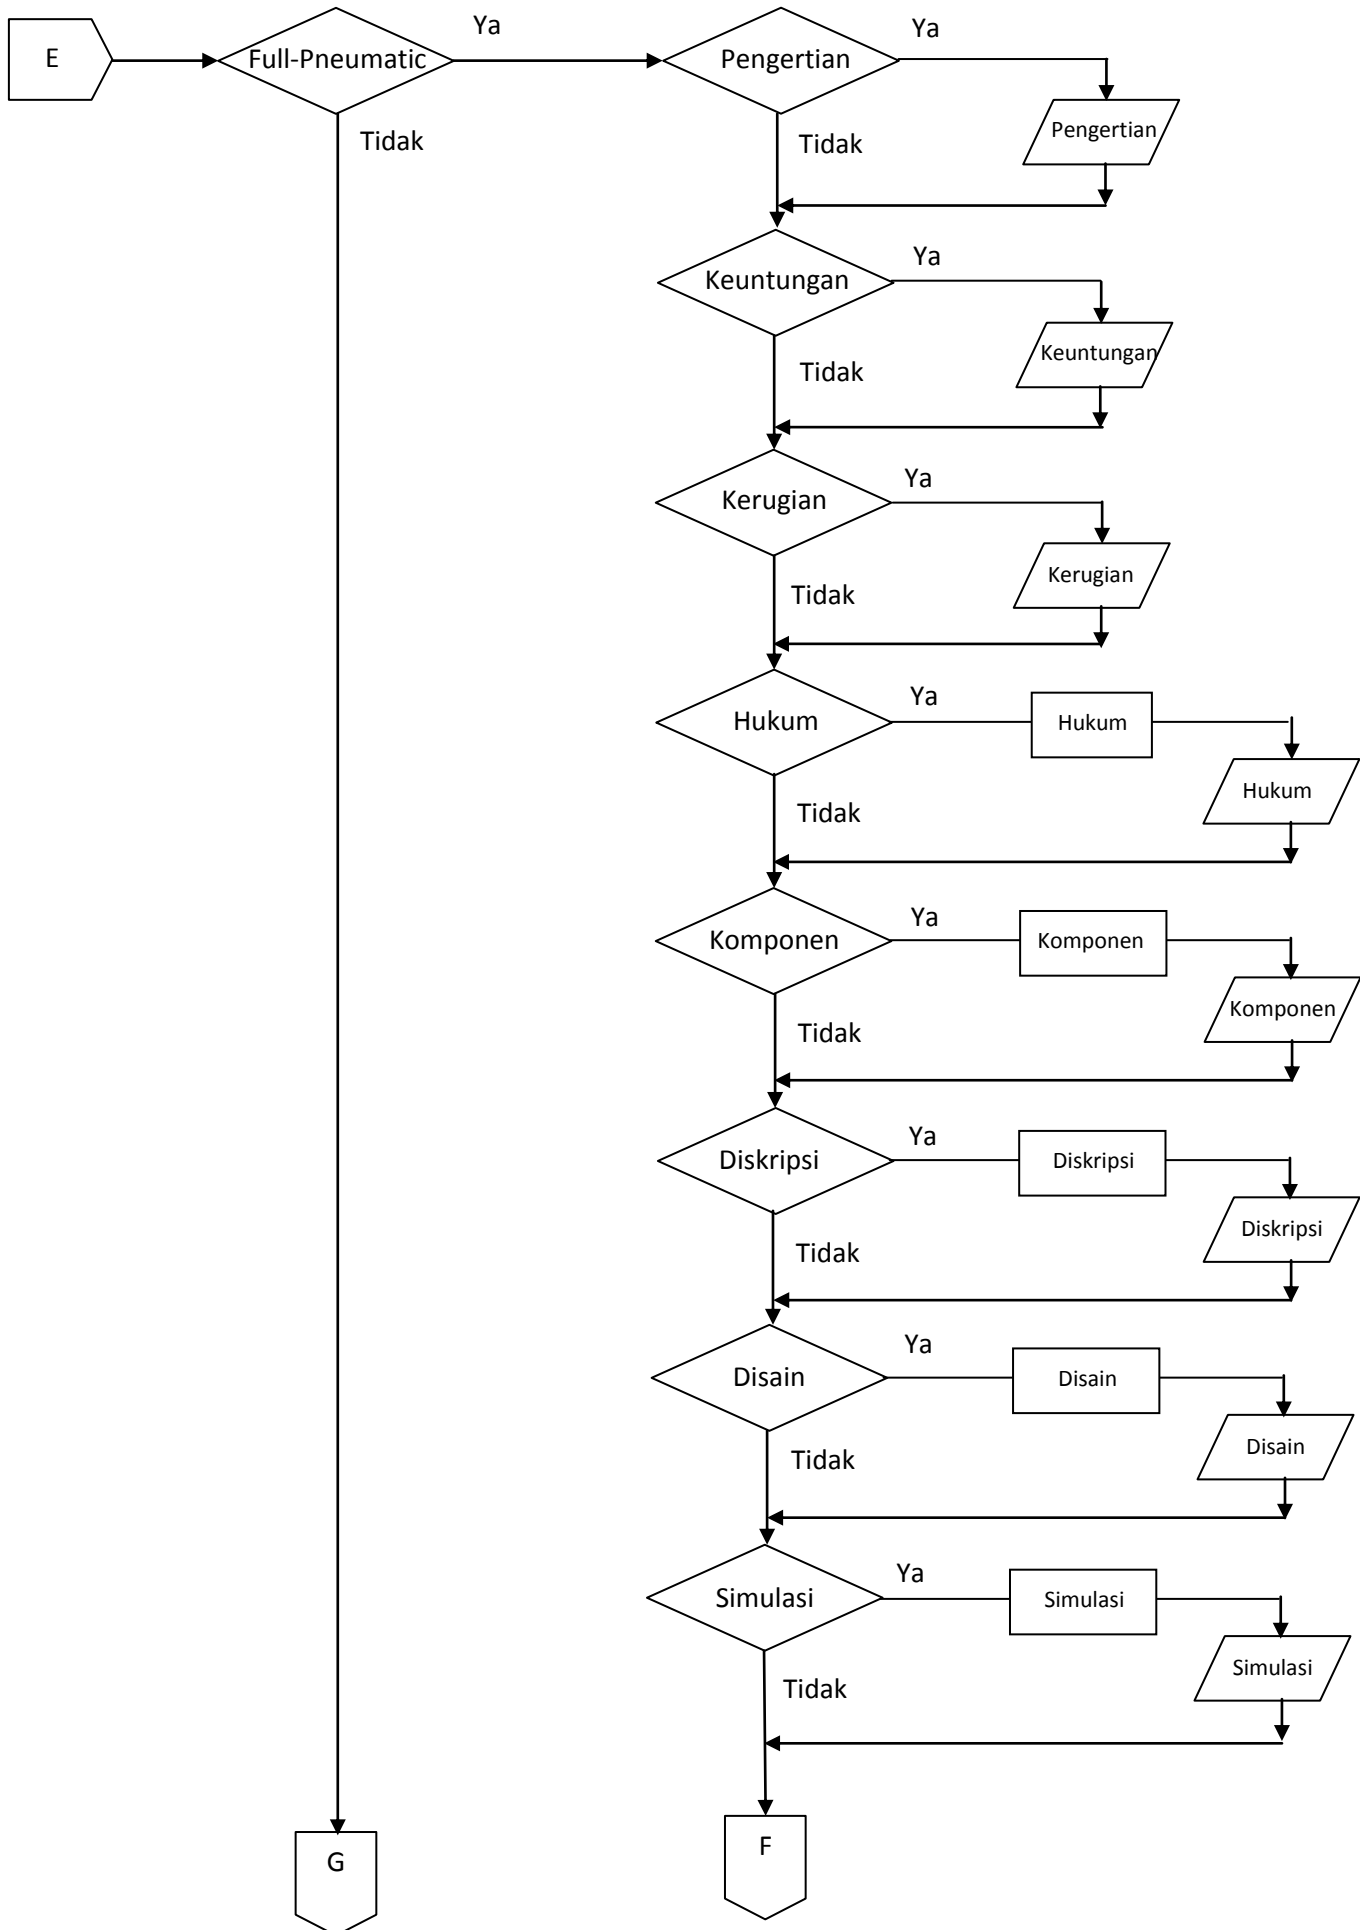 E
Full-Pneumatic
Ya
Pengertian
Ya
Pengertian
Tidak
Tidak
Keuntungan
Ya
Keuntungan
Tidak
Kerugian
Ya
Kerugian
Tidak
Hukum
Ya
Hukum
Hukum
Tidak
Komponen
Ya
Komponen
Komponen
Tidak
Diskripsi
Ya
Diskripsi
Diskripsi
Tidak
Disain
Ya
Disain
Disain
Tidak
Simulasi
Ya
Simulasi
Simulasi
Tidak
G
F